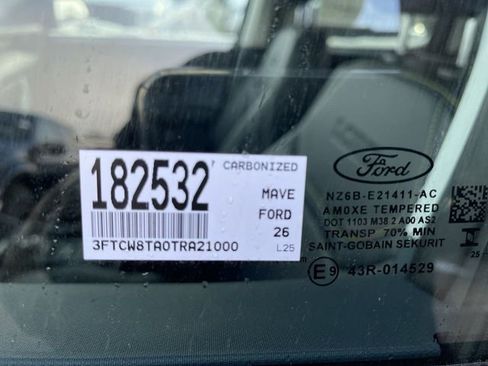 182532
CARBONIZED
MAVE
FORD
26
3FTCW8TA0TRA21000
L25
Ford
NZ6B-E21411-AC
AM0XE TEMPERED
DOT 1103 M38 2 A00 AS2
TRANSP 70% MIN
SAINT-GOBAIN SEKURIT
E9 43R-014529